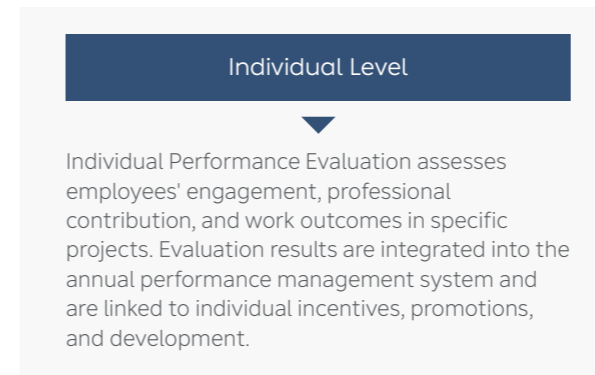 Individual Level
Individual Performance Evaluation assesses
employees' engagement, professional
contribution, and work outcomes in specific
projects. Evaluation results are integrated into the
annual performance management system and
are linked to individual incentives, promotions,
and development.